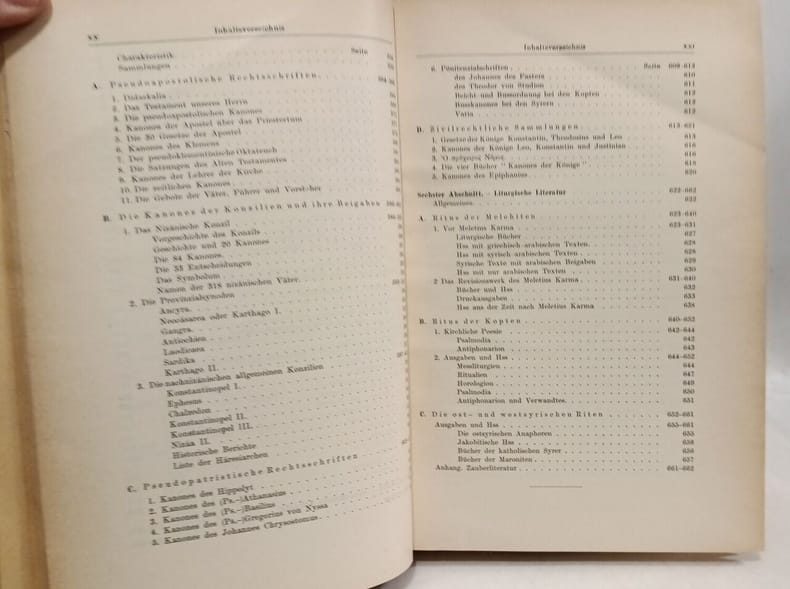 XX Inhaltsverzeichnis
Seite
Charakteristik
Sammlungen
A. Pseudoapostolische Rechtsschriften.
1. Didaskalia
2. Das Testament unseres Herrn
3. Die pseudoapostolischen Kanones
4. Kanones der Apostel über das Priestertum
5. Die 30 Gesetze der Apostel
6. Kanones des Klemens
7. Der pseudoklementinische Oktateuch
8. Die Satzungen des Alten Testamentes
9. Kanones der Lehrer der Kirche
10. Die seitlichen Kanones
11. Die Gebote der Väter, Führer und Vorsteher
B. Die Kanones der Konzilien und ihre Beigaben
1. Das Nizänische Konzil
Vorgeschichte des Konzils
Geschichte und 20 Kanones
Die 84 Kanones
Die 33 Entscheidungen
Das Symbolum
Namen der 318 nizänischen Väter
2. Die Provinzialsynoden
Ancyra
Neocäsarea oder Karthago I.
Gangra
Antiochien
Laodicaea
Sardika
Karthago II.
3. Die nachnizänischen allgemeinen Konzilien
Konstantinopel I.
Ephesus
Chalzedon
Konstantinopel II.
Konstantinopel III.
Nizäa II.
Historische Berichte
Liste der Häresiarchen
C. Pseudopatristische Rechtsschriften
1. Kanones des Hippolyt
2. Kanones des (Ps.-)Athanasius
3. Kanones des (Ps.-)Basilius
4. Kanones des (Ps.-)Gregorius von Nyssa
5. Kanones des Johannes Chrysostomus
Inhaltsverzeichnis XXI
Seite
6. Pönitenzialschriften 609-613
des Johannes des Fasters 610
des Theodor von Studion 611
Beicht und Bussordnung bei den Kopten 612
Busskanones bei den Syrern 612
Varia 612
D. Zivilrechtliche Sammlungen 613-621
1. Gesetze der Könige Konstantin, Theodosius und Leo 613
2. Kanones der Könige Leo, Konstantin und Justinian 616
3. Ὁ πρόχειρος Νόμος 616
4. Die vier Bücher "Kanones der Könige" 618
5. Kanones des Epiphanius 620
Sechster Abschnitt. - Liturgische Literatur 622-662
Allgemeines 622
A. Ritus der Melchiten 623-640
1. Vor Meletius Karma 623-631
Liturgische Bücher 627
Hss mit griechisch-arabischen Texten 628
Hss mit syrisch-arabischen Texten 628
Syrische Texte mit arabischen Beigaben 629
Hss mit nur arabischen Texten 630
2 Das Revisionswerk des Meletius Karma 631-640
Bücher und Hss 632
Druckausgaben 635
Hss aus der Zeit nach Meletius Karma 638
B. Ritus der Kopten 640-652
1. Kirchliche Poesie 642-644
Psalmodia 642
Antiphonarion 643
2. Ausgaben und Hss 644-652
Messliturgien 644
Ritualien 647
Horologion 649
Psalmodia 650
Antiphonarion und Verwandtes 651
C. Die ost- und westsyrischen Riten 652-661
Ausgaben und Hss 655-661
Die ostsyrischen Anaphoren 655
Jakobitische Hss 656
Bücher der katholischen Syrer 656
Bücher der Maroniten 657
Anhang. Zauberliteratur 661-662